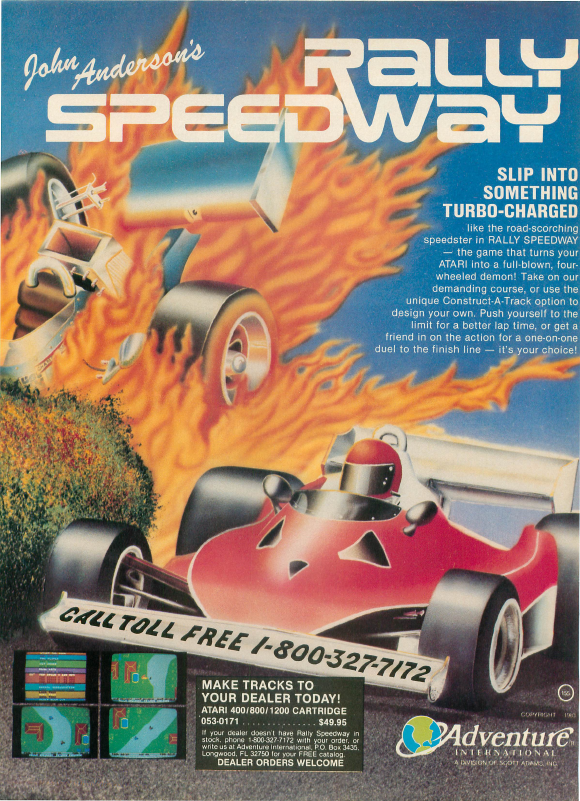 John Anderson's
RALLY
SPEEDWAY
SLIP INTO
SOMETHING
TURBO-CHARGED
like the road-scorching
speedster in RALLY SPEEDWAY
— the game that turns your
ATARI into a full-blown, four-
wheeled demon! Take on our
demanding course, or use the
unique Construct-A-Track option to
design your own. Push yourself to the
limit for a better lap time, or get a
friend in on the action for a one-on-one
duel to the finish line — it's your choice!
CALL TOLL FREE 1-800-327-7172
MAKE TRACKS TO
YOUR DEALER TODAY!
ATARI 400/800/1200 CARTRIDGE
053-0171 . . . . . . . . . . . . . $49.95
If your dealer doesn't have Rally Speedway in
stock, phone 1-800-327-7172 with your order, or
write us at Adventure International, P.O. Box 3435,
Longwood, FL 32750 for your FREE catalog.
DEALER ORDERS WELCOME
COPYRIGHT
Adventure
INTERNATIONAL
A DIVISION OF SCOTT ADAMS, INC.